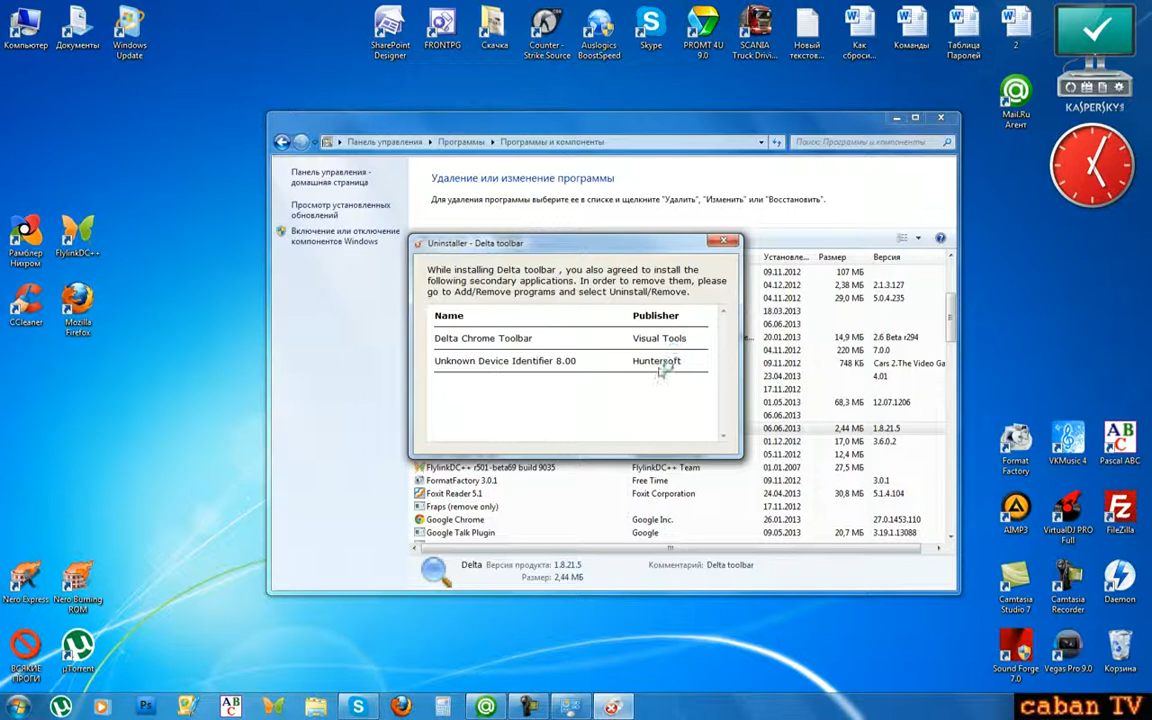 Компьютер
Документы
Windows
Update
SharePoint
Designer
FRONTPG
Скачка
Counter -
Strike Source
Auslogics
BoostSpeed
Skype
PROMT 4U
9.0
SCANIA
Truck Drivi...
Новый
текстов...
Как
сброси...
Команды
Таблица
Паролей
2
KASPERSKY
Mail.Ru
Агент
Рамблер
Нихром
FlylinkDC++
CCleaner
Mozilla
Firefox
Панель управления
Программы
Программы и компоненты
Поиск: Программы и компоненты
Панель управления -
домашняя страница
Просмотр установленных
обновлений
Включение или отключение
компонентов Windows
Удаление или изменение программы
Для удаления программы выберите ее в списке и щелкните "Удалить", "Изменить" или "Восстановить".
Uninstaller - Delta toolbar
While installing Delta toolbar , you also agreed to install the
following secondary applications. In order to remove them, please
go to Add/Remove programs and select Uninstall/Remove.
Name Publisher
Delta Chrome Toolbar Visual Tools
Unknown Device Identifier 8.00 Huntersoft
Установле... Размер Версия
09.11.2012 107 МБ
04.12.2012 2,38 МБ 2.1.3.127
04.11.2012 29,0 МБ 5.0.4.235
18.03.2013
06.06.2013
01.12.2012 14,9 МБ 2.6 Beta r294
04.11.2012 220 МБ 7.0.0
09.11.2012 748 КБ Cars 2.The Video Ga
23.04.2013 4.01
17.11.2012
01.05.2013 68,3 МБ 12.07.1206
06.06.2013
06.06.2013 2,44 МБ 1.8.21.5
01.12.2012 17,0 МБ 3.6.0.2
05.11.2012 12,4 МБ
FlylinkDC++ r501-beta69 build 9035 FlylinkDC++ Team 01.01.2007 27,5 МБ
FormatFactory 3.0.1 Free Time 3.0.1
Foxit Reader 5.1 Foxit Corporation 24.04.2013 30,8 МБ 5.1.4.104
Fraps (remove only) 17.11.2012
Google Chrome Google Inc. 26.01.2013 27.0.1453.110
Google Talk Plugin Google 09.05.2013 20,7 МБ 3.19.1.13088
Delta Версия продукта: 1.8.21.5 Комментарий: Delta toolbar
Размер: 2,44 МБ
Format
Factory
VKMusic 4
Pascal ABC
AIMP3
VirtualDJ PRO
Full
FileZilla
Camtasia
Studio 7
Camtasia
Recorder
Daemon
Sound Forge
7.0
Vegas Pro 9.0
Корзина
Nero Express
Nero Burning
ROM
ВСЯКИЕ
ПРОГИ
µTorrent
caban TV